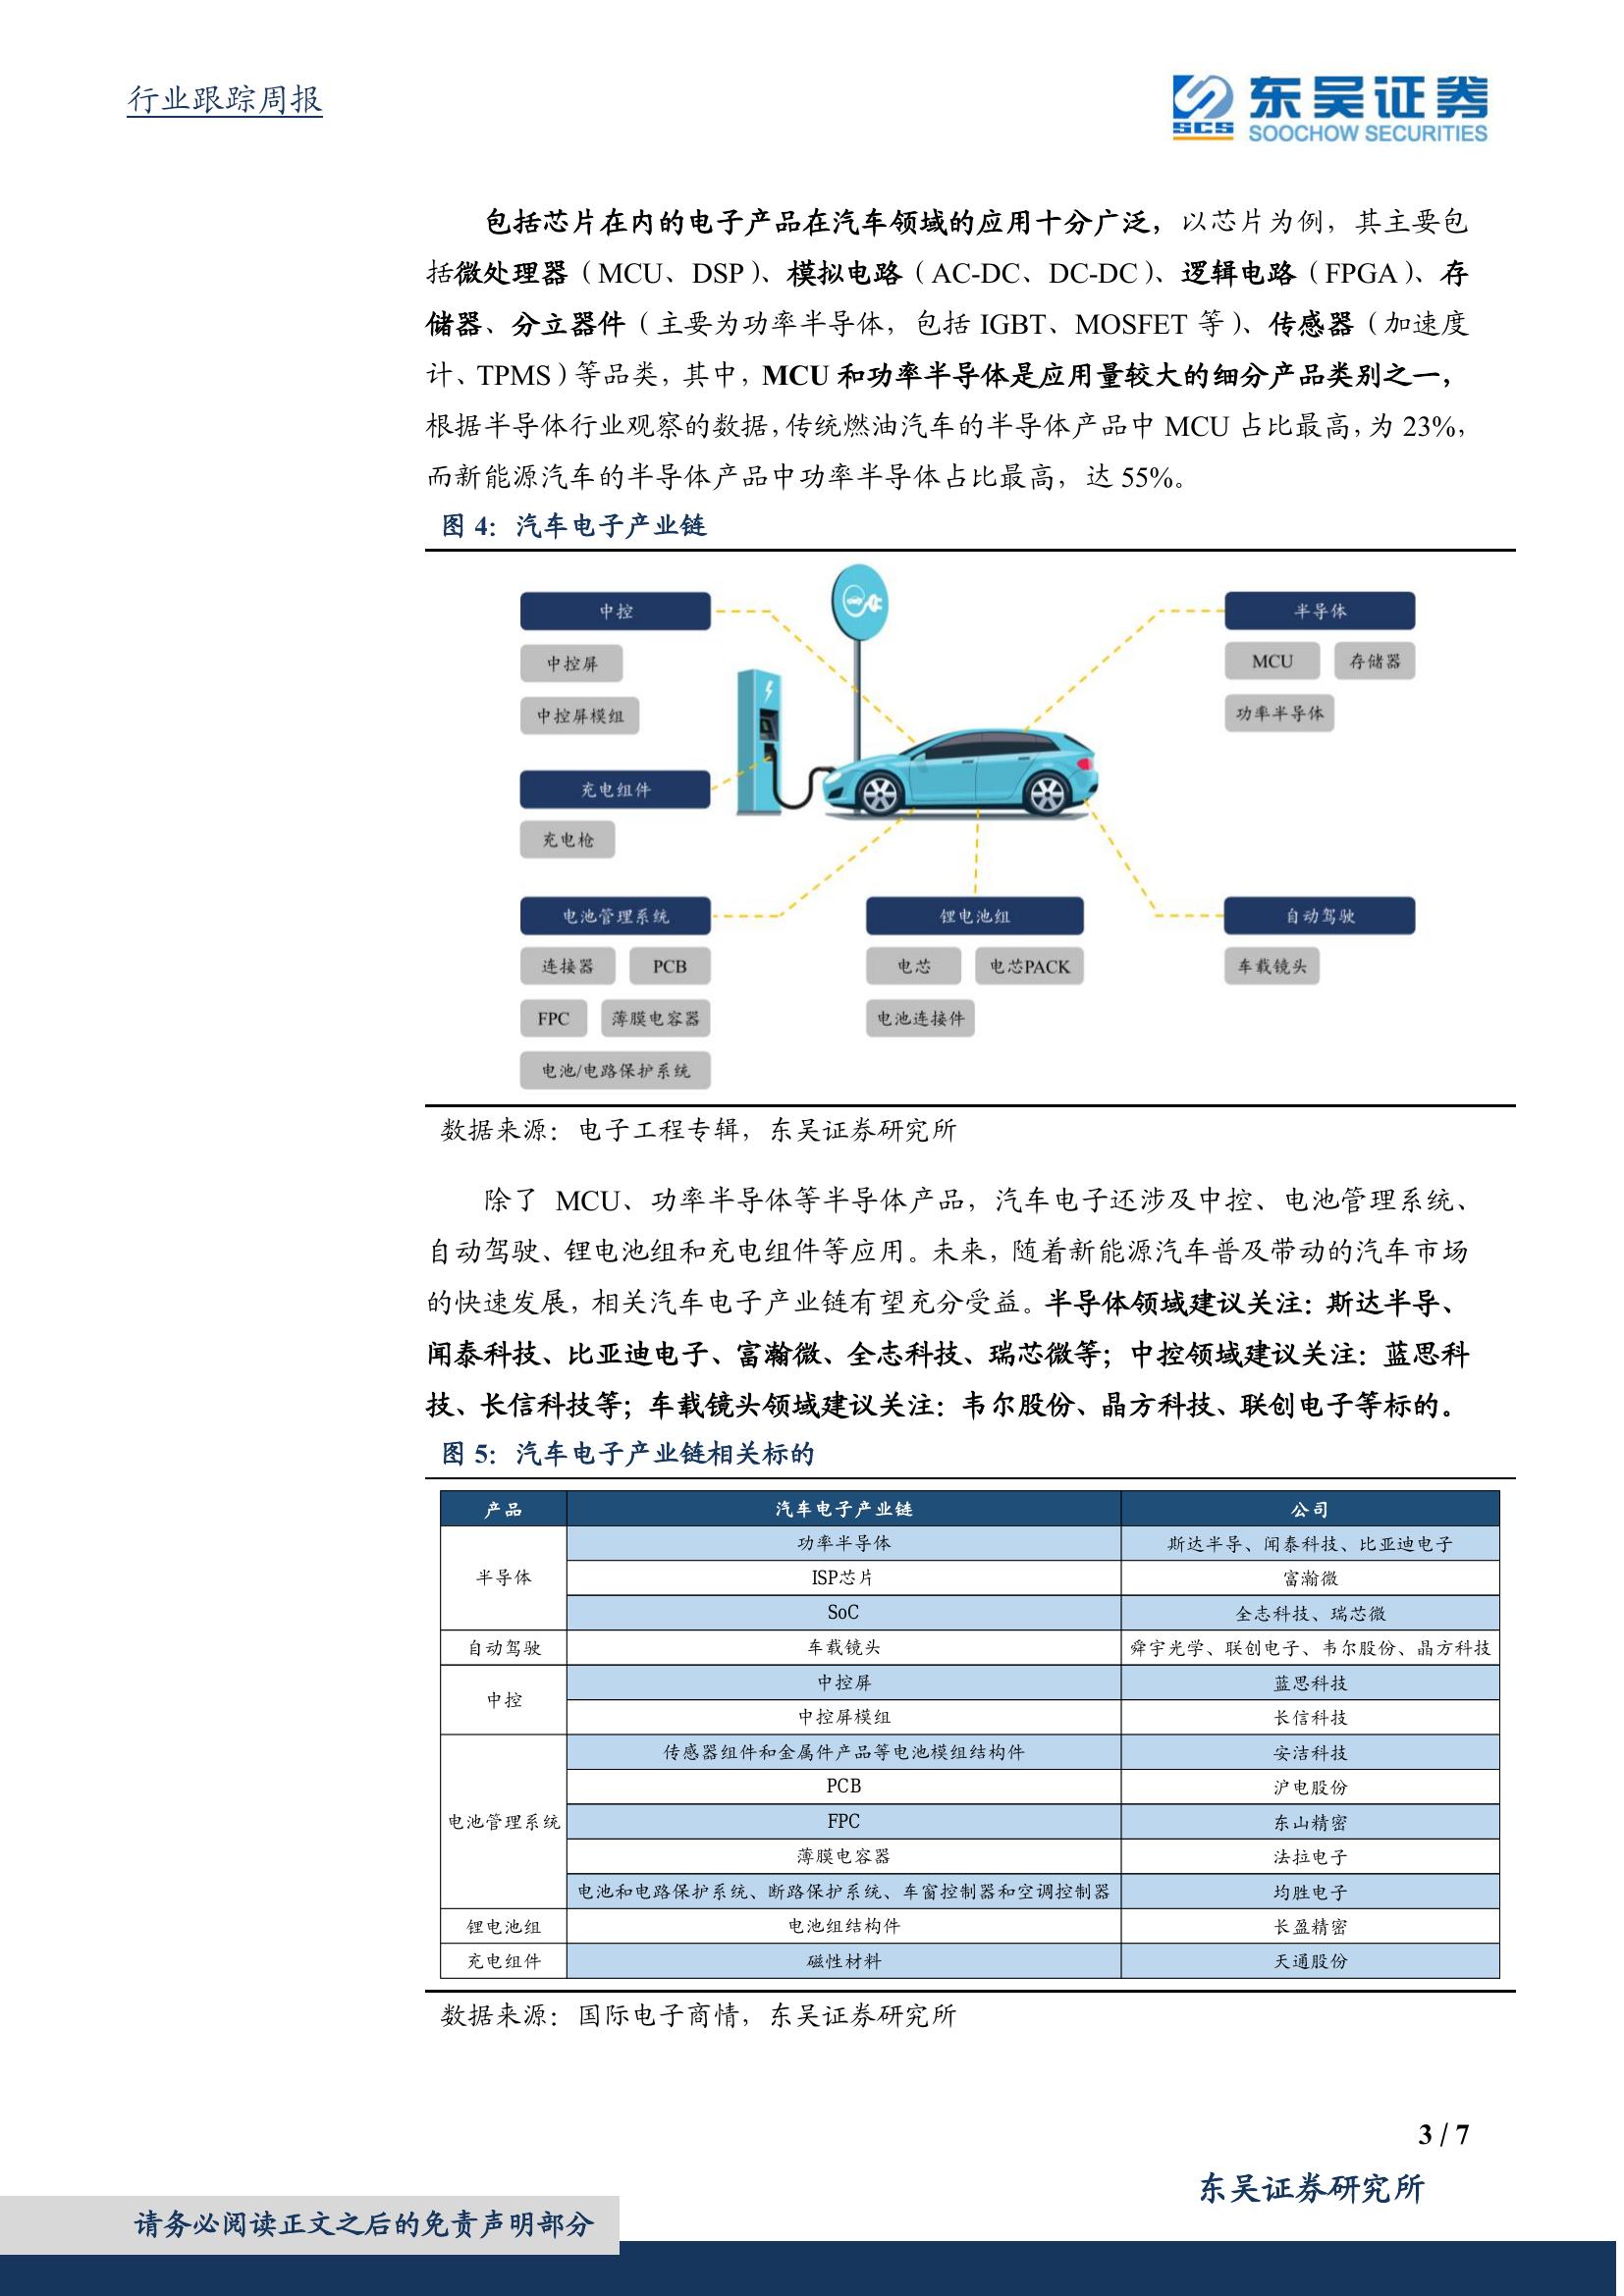 行业跟踪周报
东吴证券
SCS
SOOCHOW SECURITIES
包括芯片在内的电子产品在汽车领域的应用十分广泛，以芯片为例，其主要包
括微处理器（MCU、DSP）、模拟电路（AC-DC、DC-DC）、逻辑电路（FPGA）、存
储器、分立器件（主要为功率半导体，包括 IGBT、MOSFET 等）、传感器（加速度
计、TPMS）等品类，其中，MCU 和功率半导体是应用量较大的细分产品类别之一，
根据半导体行业观察的数据，传统燃油汽车的半导体产品中 MCU 占比最高，为 23%，
而新能源汽车的半导体产品中功率半导体占比最高，达 55%。
图 4：汽车电子产业链
中控
中控屏
中控屏模组
充电组件
充电枪
电池管理系统
连接器 PCB
FPC 薄膜电容器
电池/电路保护系统
锂电池组
电芯 电芯PACK
电池连接件
半导体
MCU 存储器
功率半导体
自动驾驶
车载镜头
数据来源：电子工程专辑，东吴证券研究所
除了 MCU、功率半导体等半导体产品，汽车电子还涉及中控、电池管理系统、
自动驾驶、锂电池组和充电组件等应用。未来，随着新能源汽车普及带动的汽车市场
的快速发展，相关汽车电子产业链有望充分受益。半导体领域建议关注：斯达半导、
闻泰科技、比亚迪电子、富瀚微、全志科技、瑞芯微等；中控领域建议关注：蓝思科
技、长信科技等；车载镜头领域建议关注：韦尔股份、晶方科技、联创电子等标的。
图 5：汽车电子产业链相关标的
产品 汽车电子产业链 公司
半导体 功率半导体 斯达半导、闻泰科技、比亚迪电子
ISP芯片 富瀚微
SoC 全志科技、瑞芯微
自动驾驶 车载镜头 舜宇光学、联创电子、韦尔股份、晶方科技
中控 中控屏 蓝思科技
中控屏模组 长信科技
电池管理系统 传感器组件和金属件产品等电池模组结构件 安洁科技
PCB 沪电股份
FPC 东山精密
薄膜电容器 法拉电子
电池和电路保护系统、断路保护系统、车窗控制器和空调控制器 均胜电子
锂电池组 电池组结构件 长盈精密
充电组件 磁性材料 天通股份
数据来源：国际电子商情，东吴证券研究所
3 / 7
东吴证券研究所
请务必阅读正文之后的免责声明部分